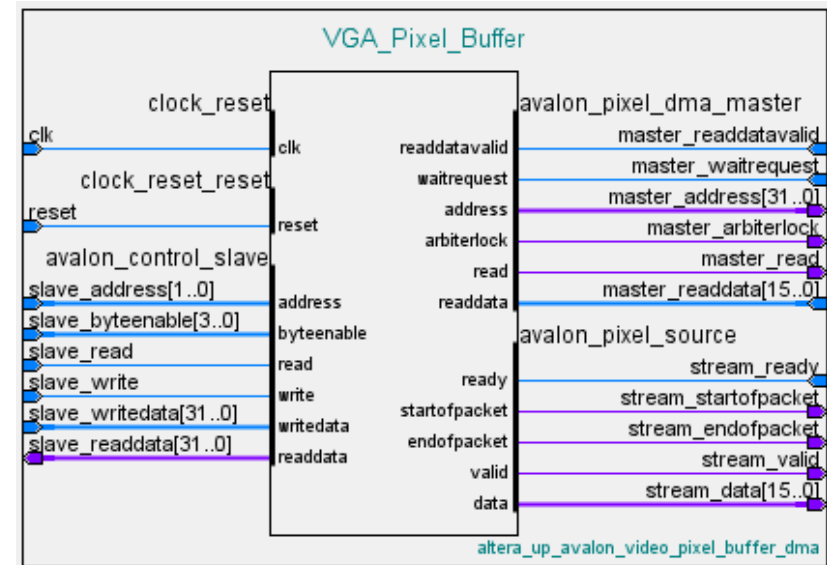 VGA_Pixel_Buffer
clock_reset
clk
clk
clock_reset_reset
reset
reset
avalon_control_slave
slave_address[1..0]
address
slave_byteenable[3..0]
byteenable
slave_read
read
slave_write
write
slave_writedata[31..0]
writedata
slave_readdata[31..0]
readdata
avalon_pixel_dma_master
master_readdatavalid
readdatavalid
master_waitrequest
waitrequest
master_address[31..0]
address
master_arbiterlock
arbiterlock
master_read
read
master_readdata[15..0]
readdata
avalon_pixel_source
stream_ready
ready
stream_startofpacket
startofpacket
stream_endofpacket
endofpacket
stream_valid
valid
stream_data[15..0]
data
altera_up_avalon_video_pixel_buffer_dma